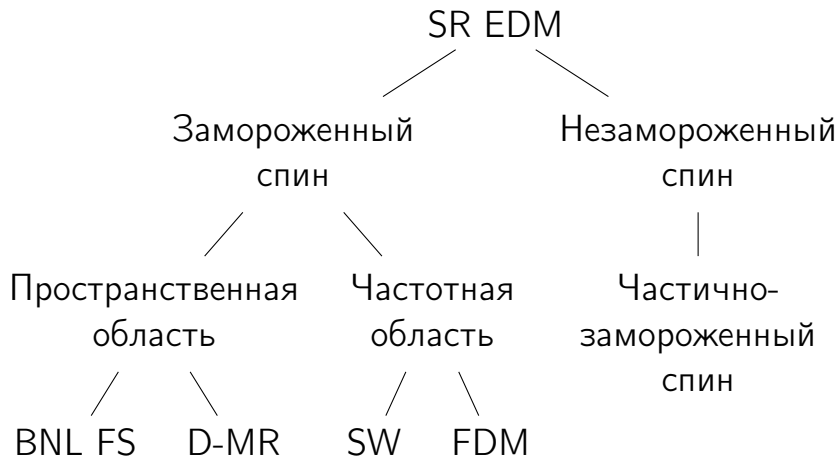 SR EDM
Замороженный
спин
Незамороженный
спин
Пространственная
область
Частотная
область
Частично-
замороженный
спин
BNL FS
D-MR
SW
FDM